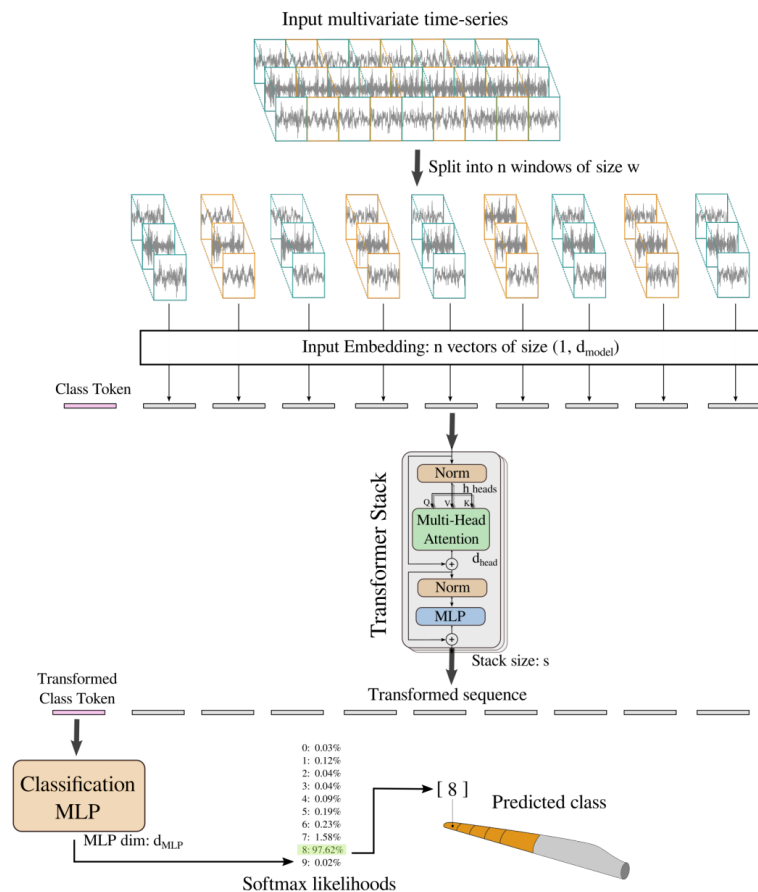 Input multivariate time-series
Split into n windows of size w
Input Embedding: n vectors of size (1, d_model)
Class Token
Transformer Stack
Norm
h heads
Q V K
Multi-Head
Attention
d_head
Norm
MLP
Stack size: s
Transformed
Class Token
Transformed sequence
Classification
MLP
MLP dim: d_MLP
0: 0.03%
1: 0.12%
2: 0.04%
3: 0.04%
4: 0.09%
5: 0.19%
6: 0.23%
7: 1.58%
8: 97.62%
9: 0.02%
Softmax likelihoods
[ 8 ]
Predicted class